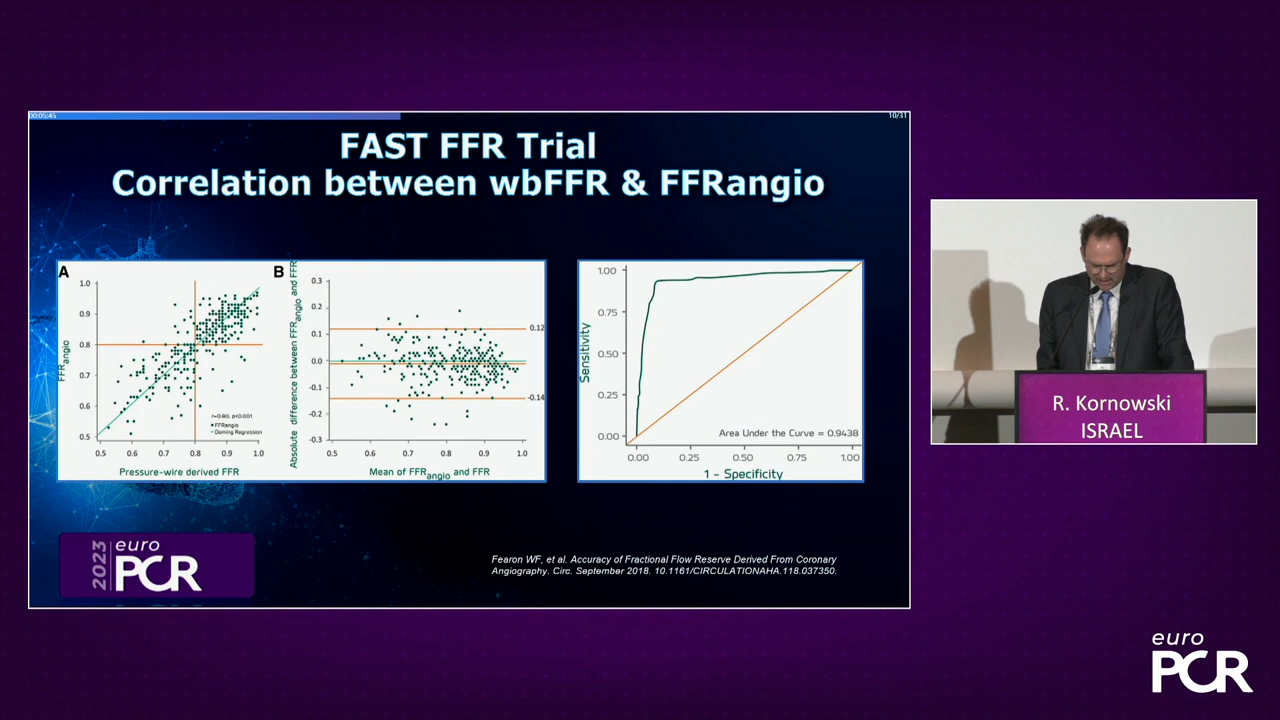 00:05:45
10/31
FAST FFR Trial
Correlation between wbFFR & FFRangio
A
1.0
0.9
0.8
0.7
0.6
0.5
FFRangio
r=0.80, p<0.001
FFRangio
Deming Regression
0.5 0.6 0.7 0.8 0.9 1.0
Pressure-wire derived FFR
B
Absolute difference between FFRangio and FFR
0.3
0.2
0.1
0.0
-0.1
-0.2
-0.3
0.12
-0.14
0.5 0.6 0.7 0.8 0.9 1.0
Mean of FFRangio and FFR
Sensitivity
1.00
0.75
0.50
0.25
0.00
Area Under the Curve = 0.9438
0.00 0.25 0.50 0.75 1.00
1 - Specificity
Fearon WF, et al. Accuracy of Fractional Flow Reserve Derived From Coronary
Angiography. Circ. September 2018. 10.1161/CIRCULATIONAHA.118.037350.
2023
euro
PCR
R. Kornowski
ISRAEL
euro
PCR